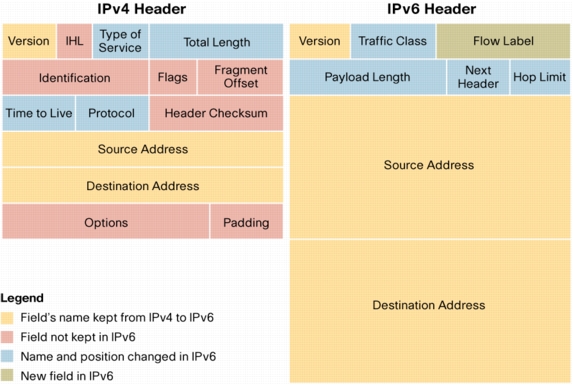 IPv4 Header
IPv6 Header
Version
IHL
Type of
Service
Total Length
Identification
Flags
Fragment
Offset
Time to Live
Protocol
Header Checksum
Source Address
Destination Address
Options
Padding
Version
Traffic Class
Flow Label
Payload Length
Next
Header
Hop Limit
Source Address
Destination Address
Legend
Field's name kept from IPv4 to IPv6
Field not kept in IPv6
Name and position changed in IPv6
New field in IPv6